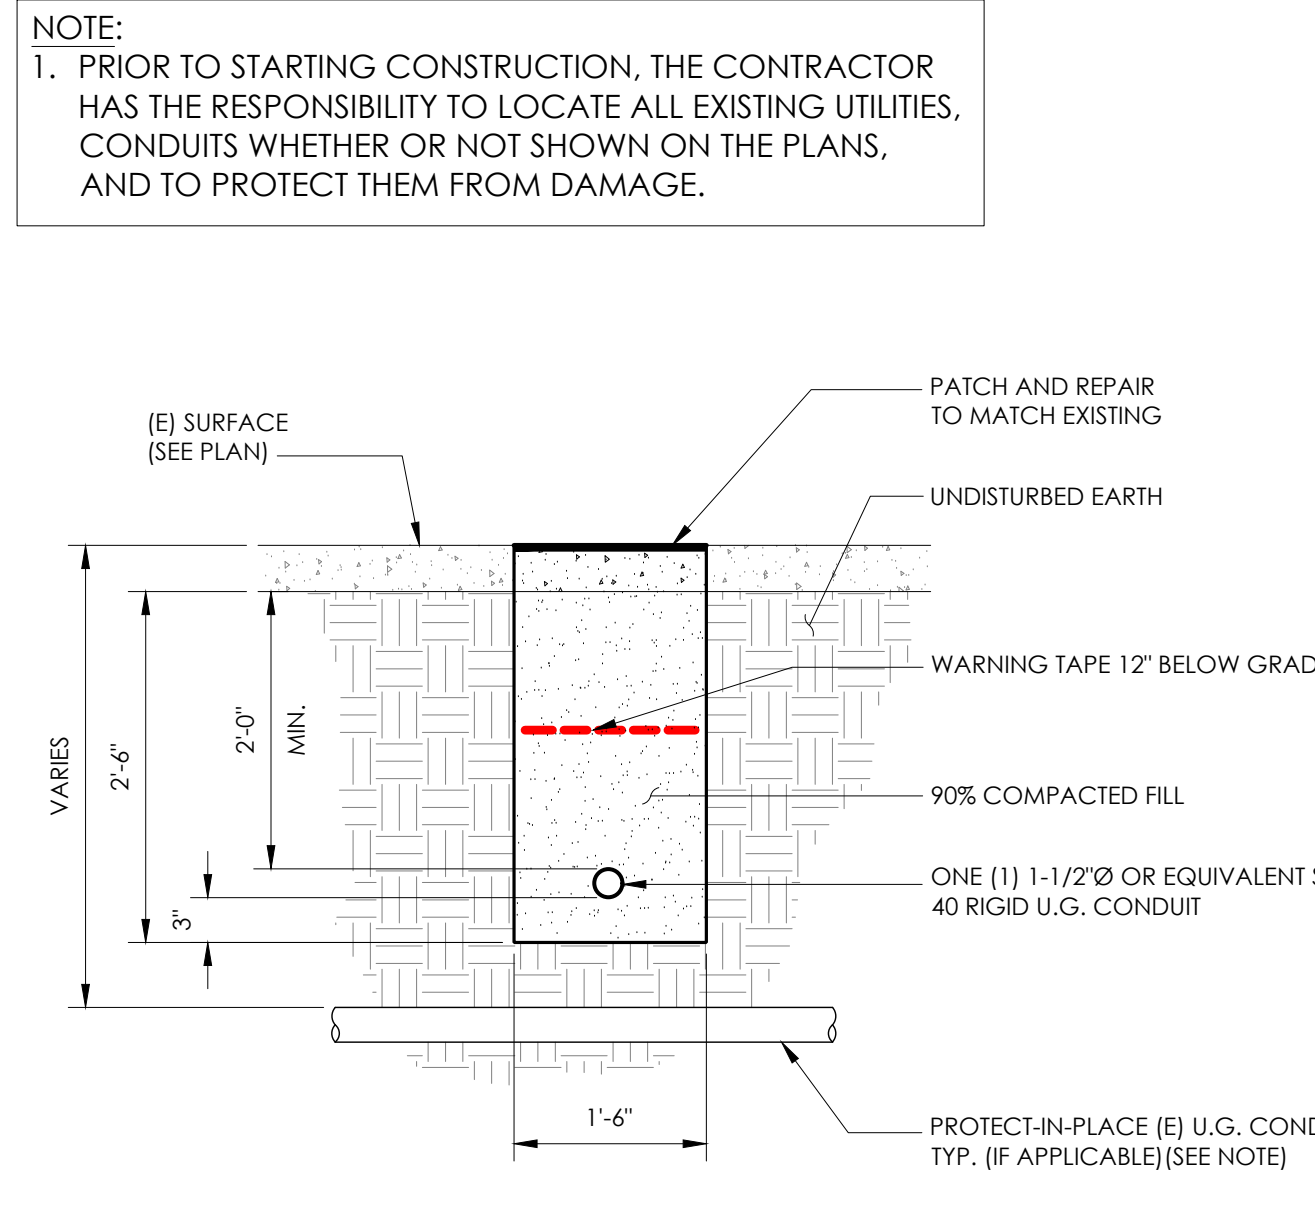 NOTE:
1. PRIOR TO STARTING CONSTRUCTION, THE CONTRACTOR
HAS THE RESPONSIBILITY TO LOCATE ALL EXISTING UTILITIES,
CONDUITS WHETHER OR NOT SHOWN ON THE PLANS,
AND TO PROTECT THEM FROM DAMAGE.
(E) SURFACE
(SEE PLAN)
PATCH AND REPAIR
TO MATCH EXISTING
UNDISTURBED EARTH
WARNING TAPE 12" BELOW
90% COMPACTED FILL
ONE (1) 1-1/2"Ø OR EQUIVALENT
40 RIGID U.G. CONDUIT
PROTECT-IN-PLACE (E) U.G.
TYP. (IF APPLICABLE)(SEE NOTE)
VARIES
2'-6"
2'-0"
MIN.
3"
1'-6"